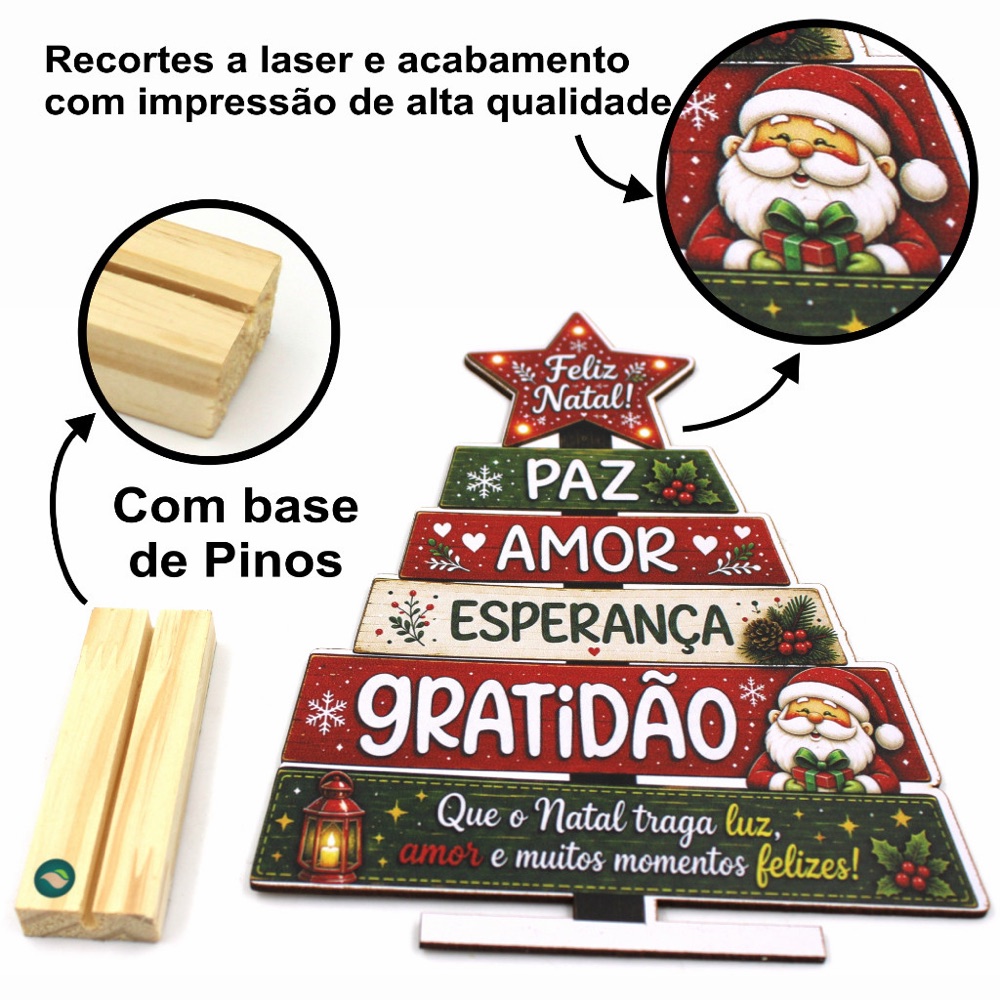 Recortes a laser e acabamento
com impressão de alta qualidade
Com base
de Pinos
Feliz
Natal!
PAZ
AMOR
ESPERANÇA
gRATiDÃO
Que o Natal traga luz,
amor e muitos momentos felizes!